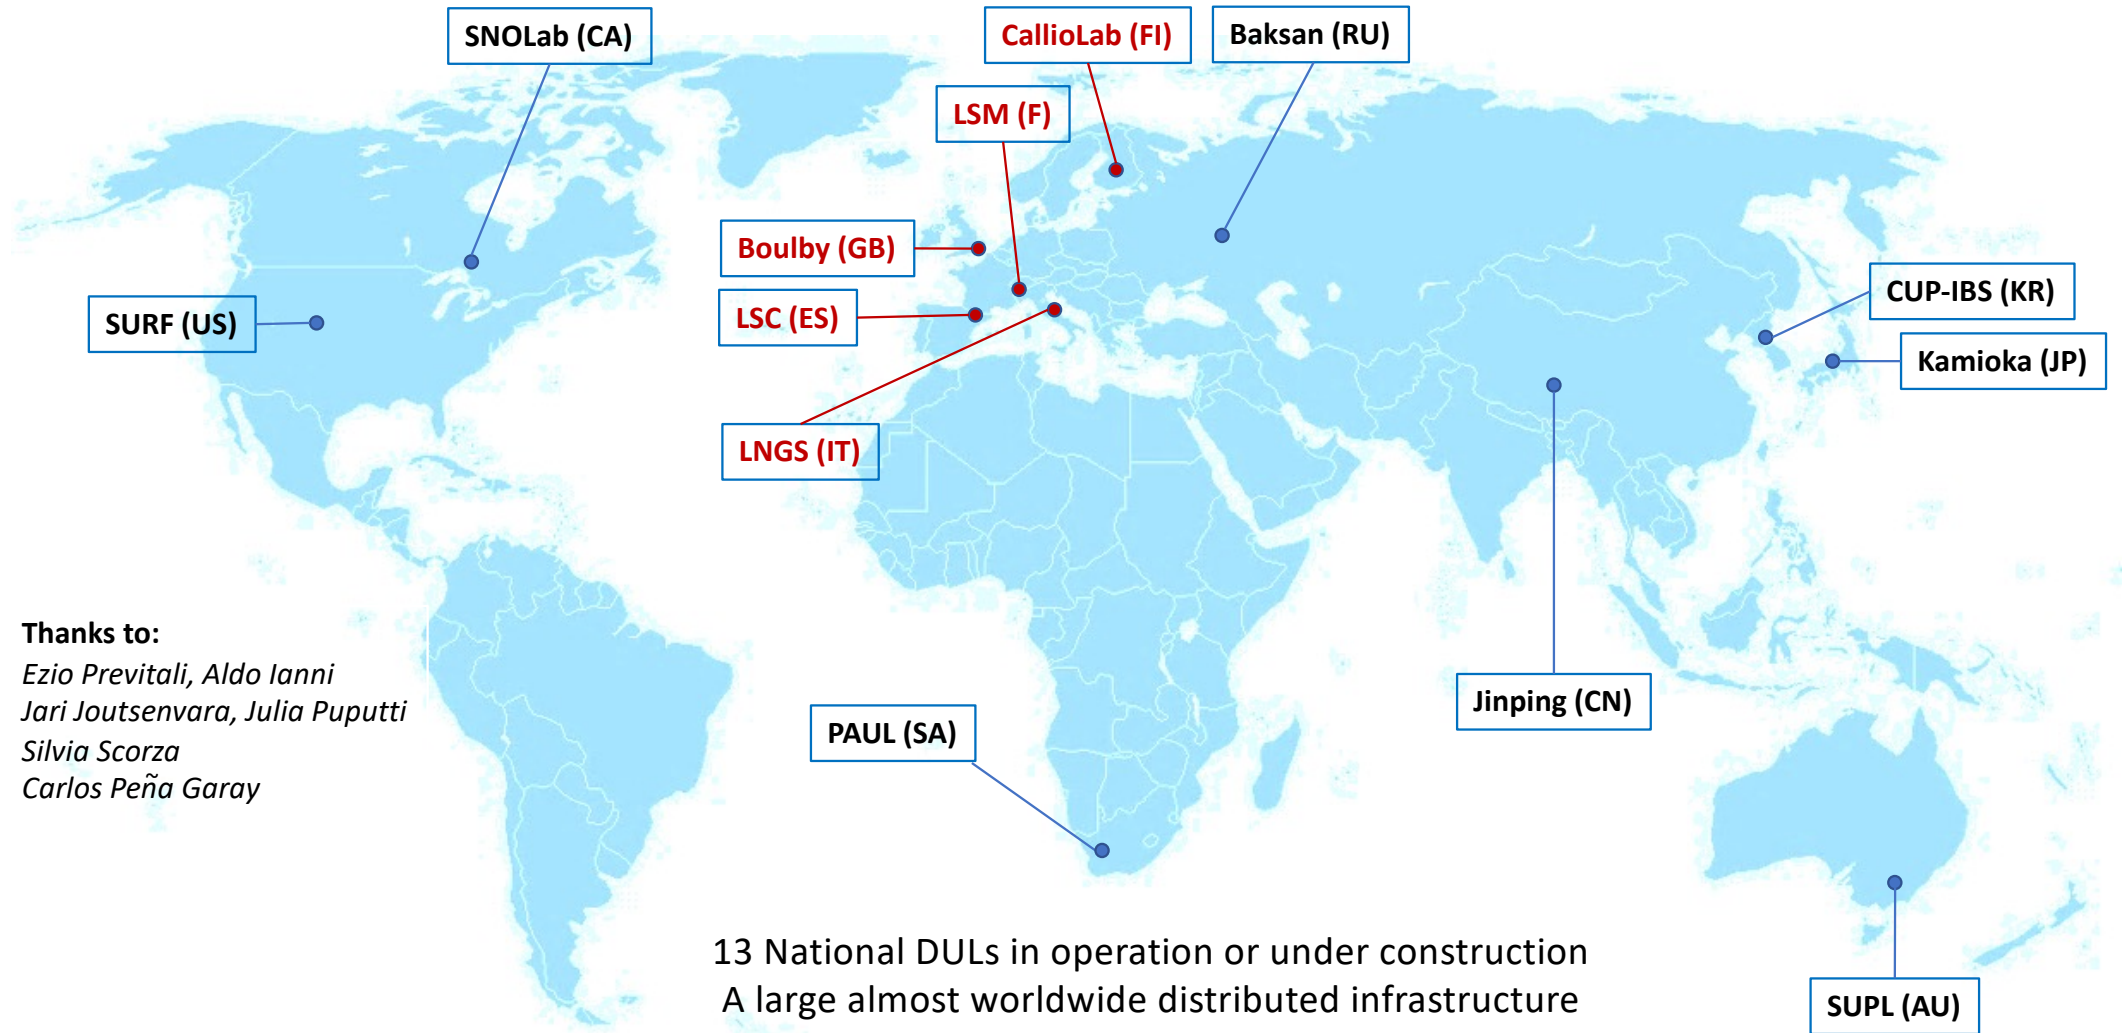 SNOLab (CA)
CallioLab (FI)
Baksan (RU)
LSM (F)
Boulby (GB)
CUP-IBS (KR)
SURF (US)
LSC (ES)
Kamioka (JP)
LNGS (IT)
Thanks to:
Ezio Previtali, Aldo Ianni
Jari Joutsenvara, Julia Puputti
Silvia Scorza
Carlos Peña Garay
Jinping (CN)
PAUL (SA)
13 National DULs in operation or under construction
A large almost worldwide distributed infrastructure
SUPL (AU)